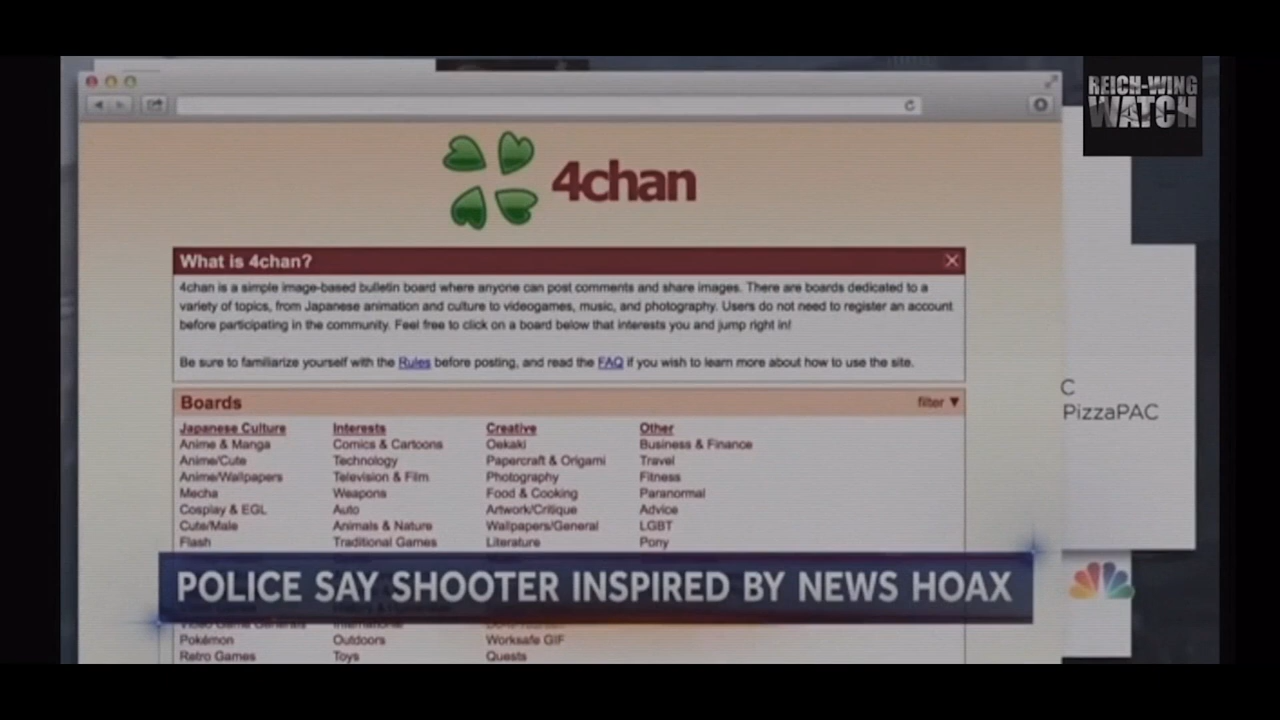 REICH-WING
WATCH
4chan
What is 4chan?
4chan is a simple image-based bulletin board where anyone can post comments and share images. There are boards dedicated to a
variety of topics, from Japanese animation and culture to videogames, music, and photography. Users do not need to register an account
before participating in the community. Feel free to click on a board below that interests you and jump right in!
Be sure to familiarize yourself with the Rules before posting, and read the FAQ if you wish to learn more about how to use the site.
C
PizzaPAC
Boards
filter ▼
Japanese Culture Interests Creative Other
Anime & Manga Comics & Cartoons Oekaki Business & Finance
Anime/Cute Technology Papercraft & Origami Travel
Anime/Wallpapers Television & Film Photography Fitness
Mecha Weapons Food & Cooking Paranormal
Cosplay & EGL Auto Artwork/Critique Advice
Cute/Male Animals & Nature Wallpapers/General LGBT
Flash Traditional Games Literature Pony
POLICE SAY SHOOTER INSPIRED BY NEWS HOAX
Video Game Generals International
Pokémon Outdoors Worksafe GIF
Retro Games Toys Quests